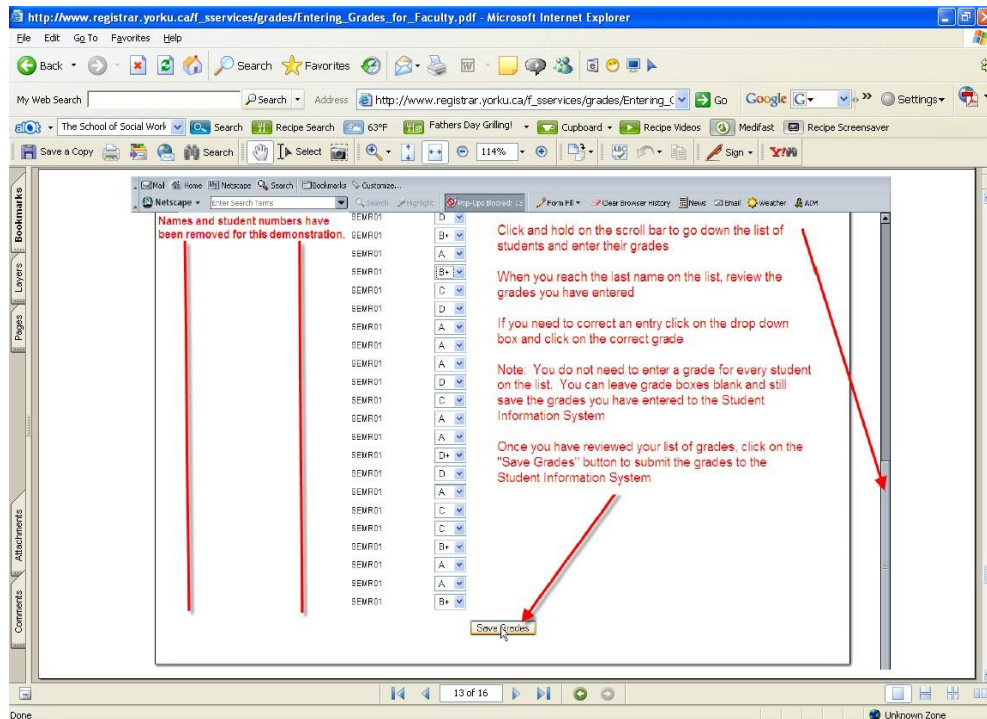 http://www.registrar.yorku.ca/f_sservices/grades/Entering_Grades_for_Faculty.pdf - Microsoft Internet Explorer
File Edit Go To Favorites Help
Back Search Favorites
My Web Search Search Address http://www.registrar.yorku.ca/f_sservices/grades/Entering_G Go Google G Settings
The School of Social Work Search Recipe Search 63°F Fathers Day Grilling! Cupboard Recipe Videos Medfast Recipe Screensaver
Save a Copy Search Select 114% Sign Y!
Bookmarks
Layers
Pages
Attachments
Comments
Mail Home Netscape Search Bookmarks Customize...
Netscape Enter Search Terms Search Highlight Pop-Ups Blocked: 13 Form Fill Clear Browser History News Email Weather AIM
Names and student numbers have
been removed for this demonstration.
SEMR01 D
SEMR01 B+
SEMR01 A
SEMR01 B+
SEMR01 C
SEMR01 D
SEMR01 A
SEMR01 A
SEMR01 A
SEMR01 D
SEMR01 C
SEMR01 A
SEMR01 A
SEMR01 D+
SEMR01 D
SEMR01 A
SEMR01 C
SEMR01 C
SEMR01 B+
SEMR01 A
SEMR01 A
SEMR01 B+
Click and hold on the scroll bar to go down the list of
students and enter their grades
When you reach the last name on the list, review the
grades you have entered
If you need to correct an entry click on the drop down
box and click on the correct grade
Note: You do not need to enter a grade for every student
on the list. You can leave grade boxes blank and still
save the grades you have entered to the Student
Information System
Once you have reviewed your list of grades, click on the
"Save Grades" button to submit the grades to the
Student Information System
Save Grades
13 of 16
Done Unknown Zone